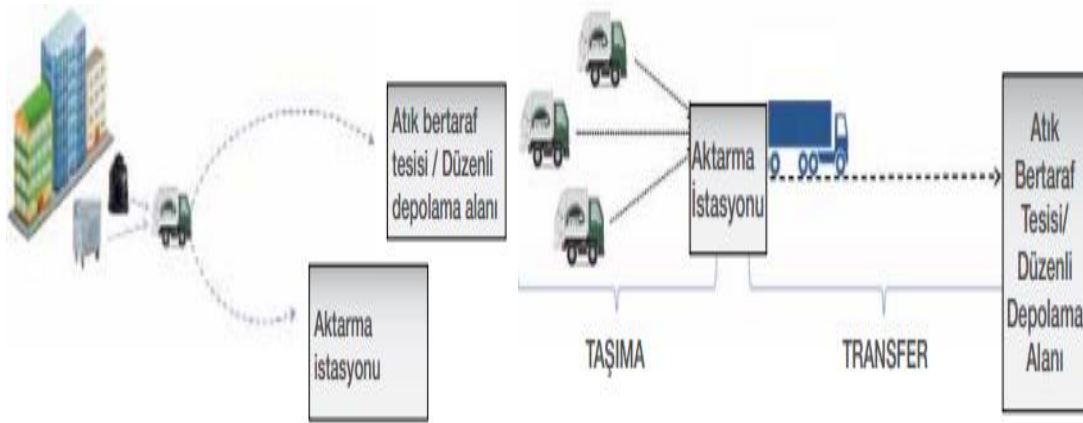 Atık bertaraf
tesisi / Düzenli
depolama alanı
Aktarma
istasyonu
Aktarma
İstasyonu
TAŞIMA
TRANSFER
Atık
Bertaraf
Tesisi/
Düzenli
Depolama
Alanı